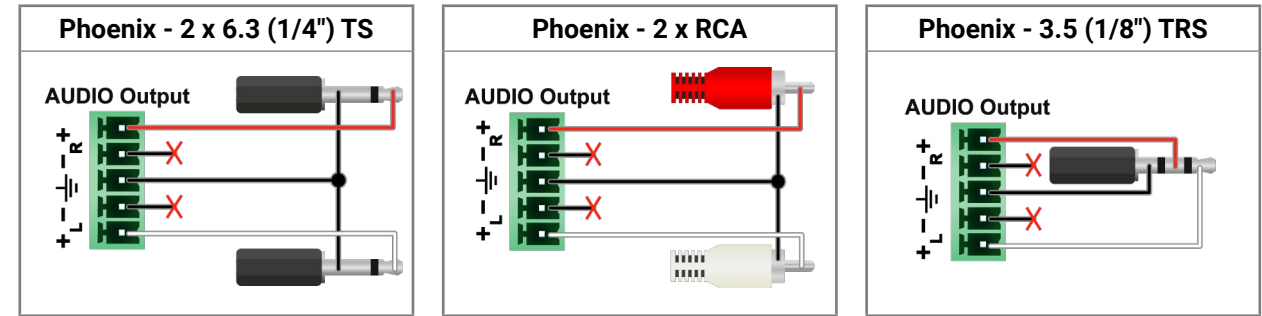 Phoenix - 2 x 6.3 (1/4") TS
AUDIO Output
+
R
-
-
L
+
Phoenix - 2 x RCA
AUDIO Output
+
R
-
-
L
+
Phoenix - 3.5 (1/8") TRS
AUDIO Output
+
R
-
-
L
+